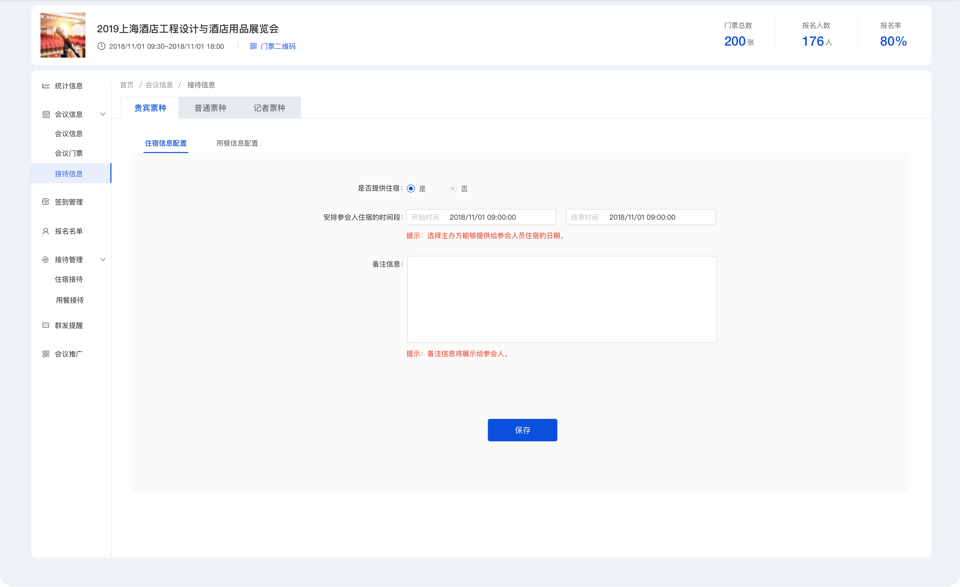 2019上海酒店工程设计与酒店用品展览会
2018/11/01 09:30~2018/11/01 18:00 门票二维码
门票总数
200张
报名人数
176人
报名率
80%
统计信息
会议信息
会议信息
会议门票
接待信息
签到管理
报名名单
接待管理
住宿接待
用餐接待
群发提醒
会议推广
首页 / 会议信息 / 接待信息
贵宾票种 普通票种 记者票种
住宿信息配置 用餐信息配置
是否提供住宿: 是 否
安排参会人住宿的时间段: 开始时间 2018/11/01 09:00:00 结束时间 2018/11/01 09:00:00
提示：选择主办方能够提供给参会人员住宿的日期。
备注信息:
提示：备注信息将展示给参会人。
保存